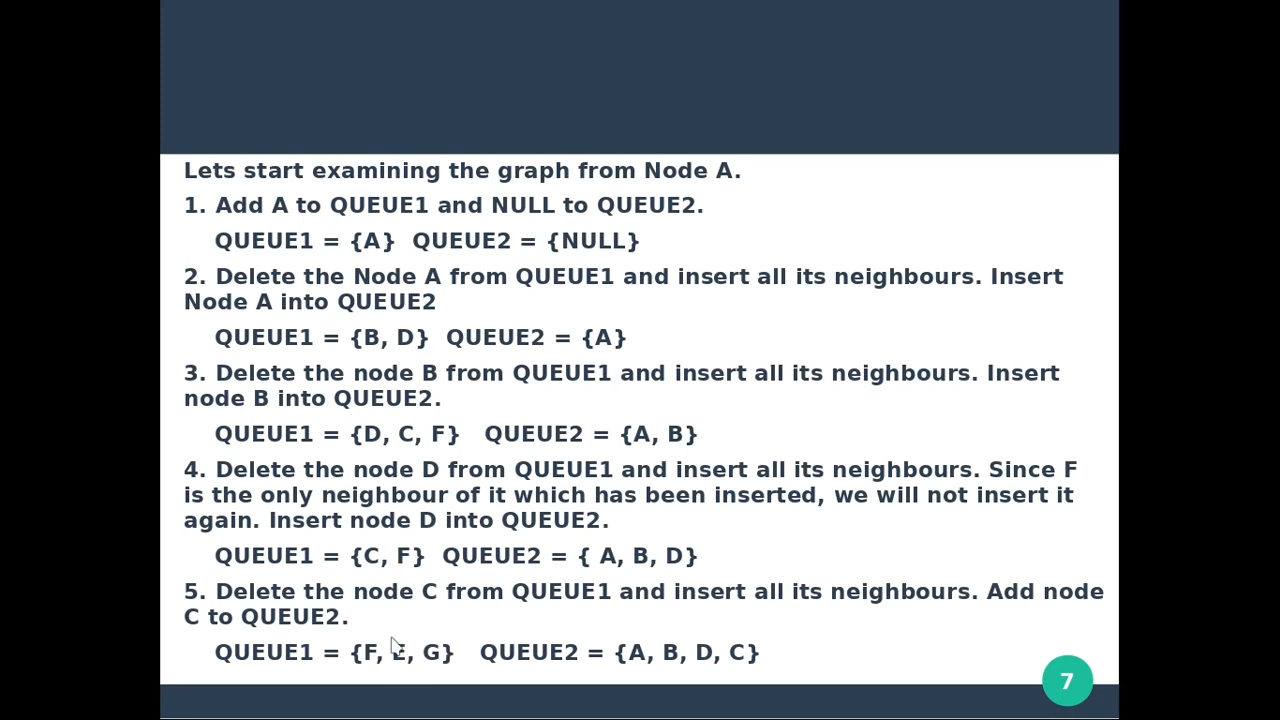 Lets start examining the graph from Node A.
1. Add A to QUEUE1 and NULL to QUEUE2.
QUEUE1 = {A} QUEUE2 = {NULL}
2. Delete the Node A from QUEUE1 and insert all its neighbours. Insert
Node A into QUEUE2
QUEUE1 = {B, D} QUEUE2 = {A}
3. Delete the node B from QUEUE1 and insert all its neighbours. Insert
node B into QUEUE2.
QUEUE1 = {D, C, F} QUEUE2 = {A, B}
4. Delete the node D from QUEUE1 and insert all its neighbours. Since F
is the only neighbour of it which has been inserted, we will not insert it
again. Insert node D into QUEUE2.
QUEUE1 = {C, F} QUEUE2 = { A, B, D}
5. Delete the node C from QUEUE1 and insert all its neighbours. Add node
C to QUEUE2.
QUEUE1 = {F, E, G} QUEUE2 = {A, B, D, C}
7